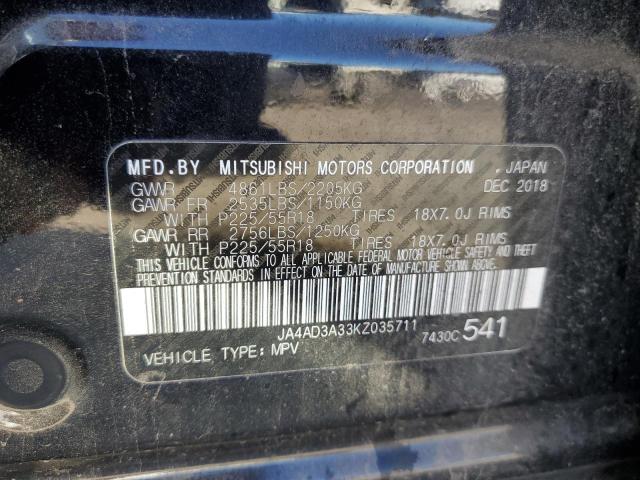 MFD.BY MITSUBISHI MOTORS CORPORATION , JAPAN
GVWR 4861LBS/2205KG DEC 2018
GAWR FR 2535LBS/1150KG
WITH P225/55R18 TIRES 18X7.0J RIMS
GAWR RR 2756LBS/1250KG
WITH P225/55R18 TIRES 18X7.0J RIMS
THIS VEHICLE CONFORMS TO ALL APPLICABLE FEDERAL MOTOR VEHICLE SAFETY AND THEFT
PREVENTION STANDARDS IN EFFECT ON THE DATE OF MANUFACTURE SHOWN ABOVE.
JA4AD3A33KZ035711 7430C 541
VEHICLE TYPE: MPV